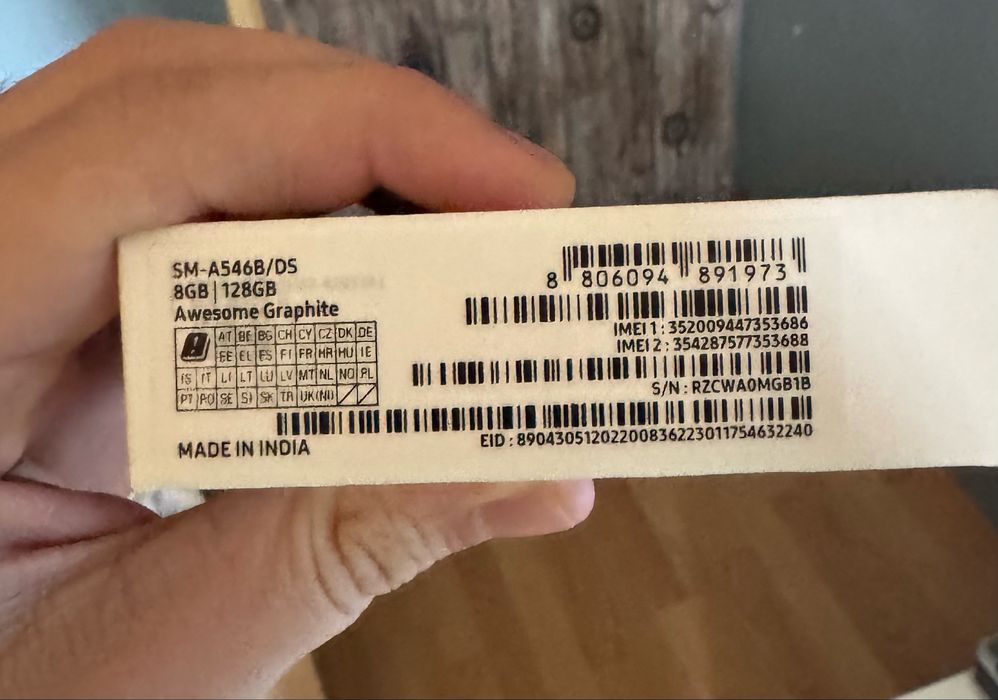 SM-A546B/DS
8GB | 128GB
Awesome Graphite
AT BE BG CH CY CZ DK DE
EE EL ES FI FR HR HU IE
IS IT LI LT LU LV MT NL NO PL
PT RO SE SI SK TR UK(NI)
MADE IN INDIA
8 806094 891973
IMEI 1 : 352009447353686
IMEI 2 : 354287577353688
S/N : RZCWA0MGB1B
EID : 89043051202200836223011754632240